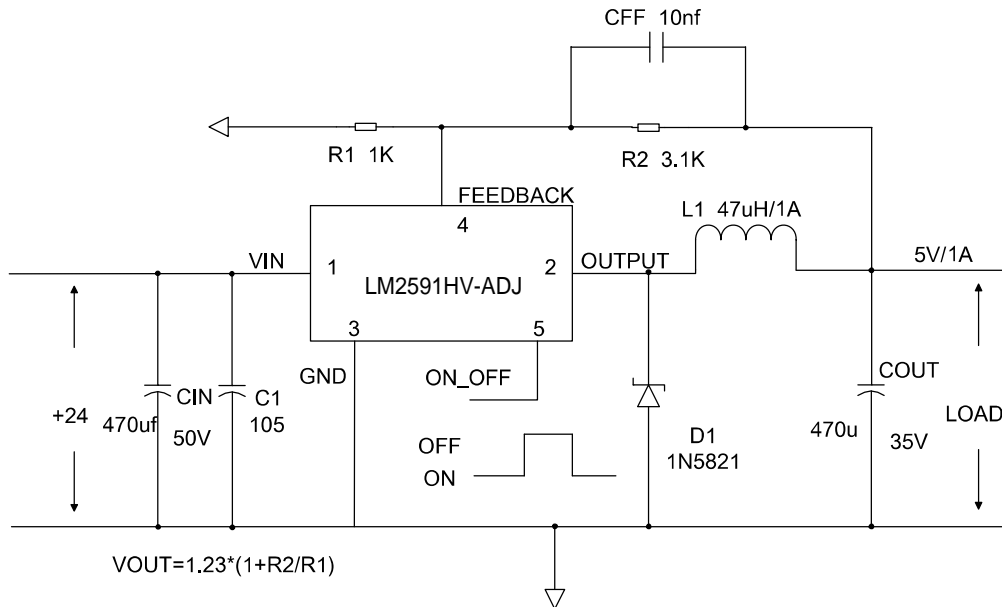 CFF 10nf
R1 1K
R2 3.1K
FEEDBACK
4
L1 47uH/1A
VIN
1
LM2591HV-ADJ
2
OUTPUT
5V/1A
3
5
GND
ON_OFF
+24
470uf
CIN
50V
C1
105
OFF
ON
D1
1N5821
COUT
470u
35V
LOAD
VOUT=1.23*(1+R2/R1)